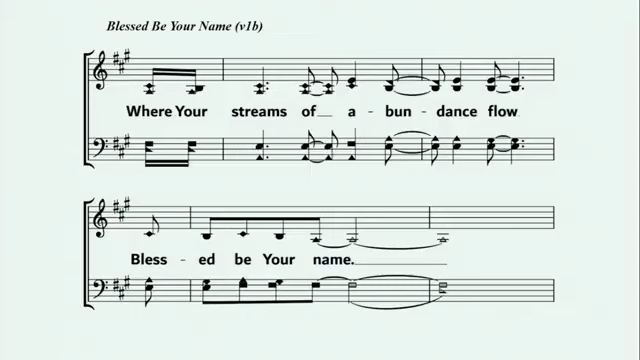 Blessed Be Your Name (v1b)
Where Your streams of a - bun - dance flow
Bless - ed be Your name.